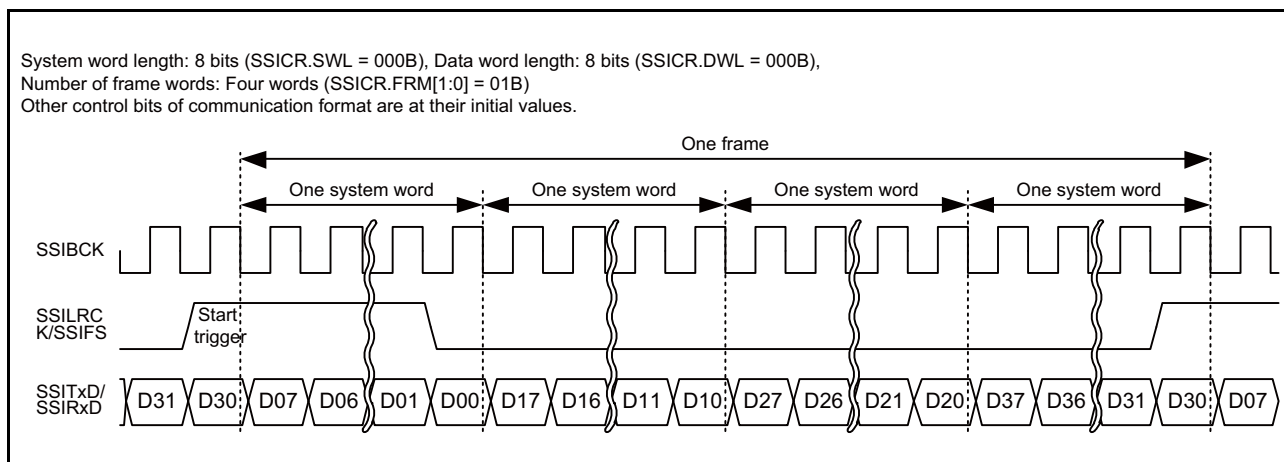 System word length: 8 bits (SSICR.SWL = 000B), Data word length: 8 bits (SSICR.DWL = 000B),
Number of frame words: Four words (SSICR.FRM[1:0] = 01B)
Other control bits of communication format are at their initial values.
One frame
One system word One system word One system word One system word
SSIBCK
SSILRC
K/SSIFS
Start
trigger
SSITxD/
SSIRxD
D31 D30 D07 D06 D01 D00 D17 D16 D11 D10 D27 D26 D21 D20 D37 D36 D31 D30 D07